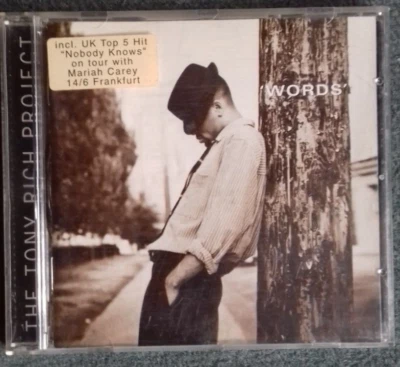 incl. UK Top 5 Hit
"Nobody Knows"
on tour with
Mariah Carey
14/6 Frankfurt
WORDS
THE TONY RICH PROJECT